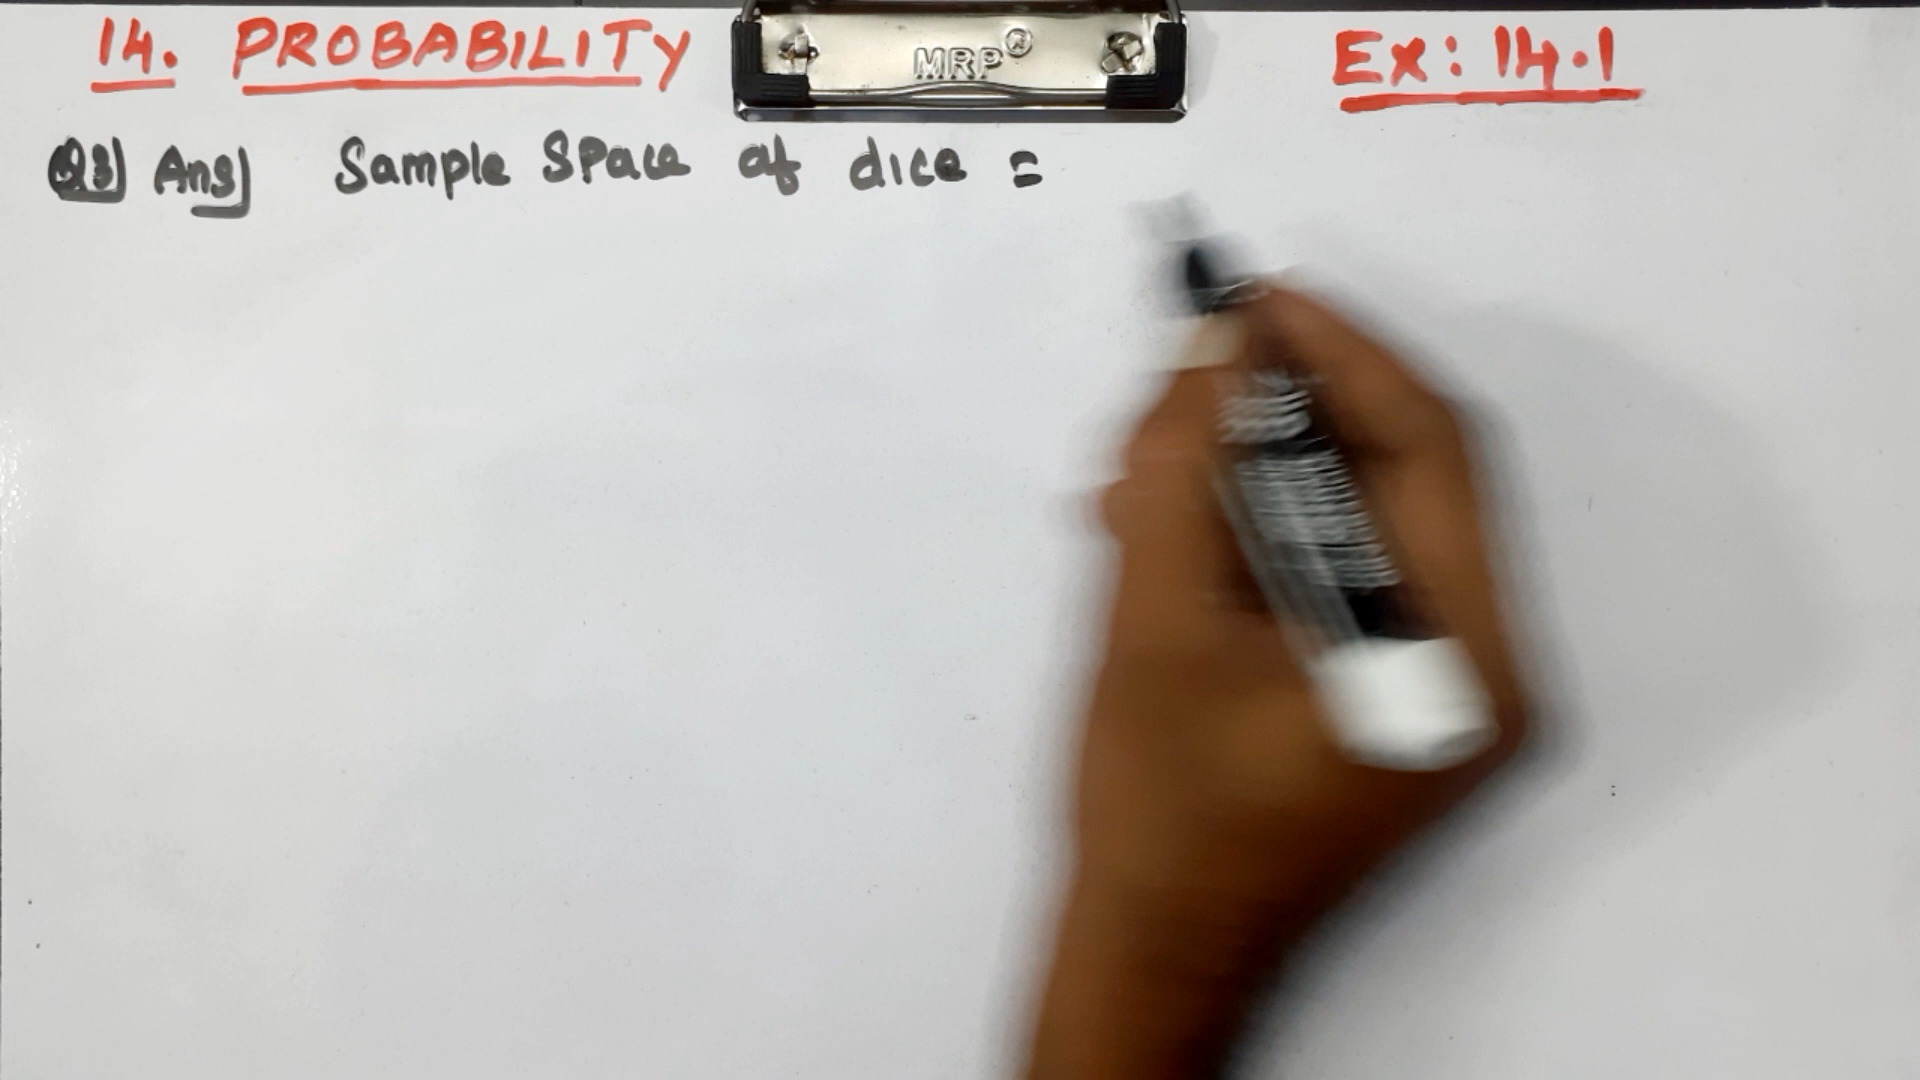 14. PROBABILITY
MRP®
Ex: 14.1
Q3) Ans) Sample Space of dice =